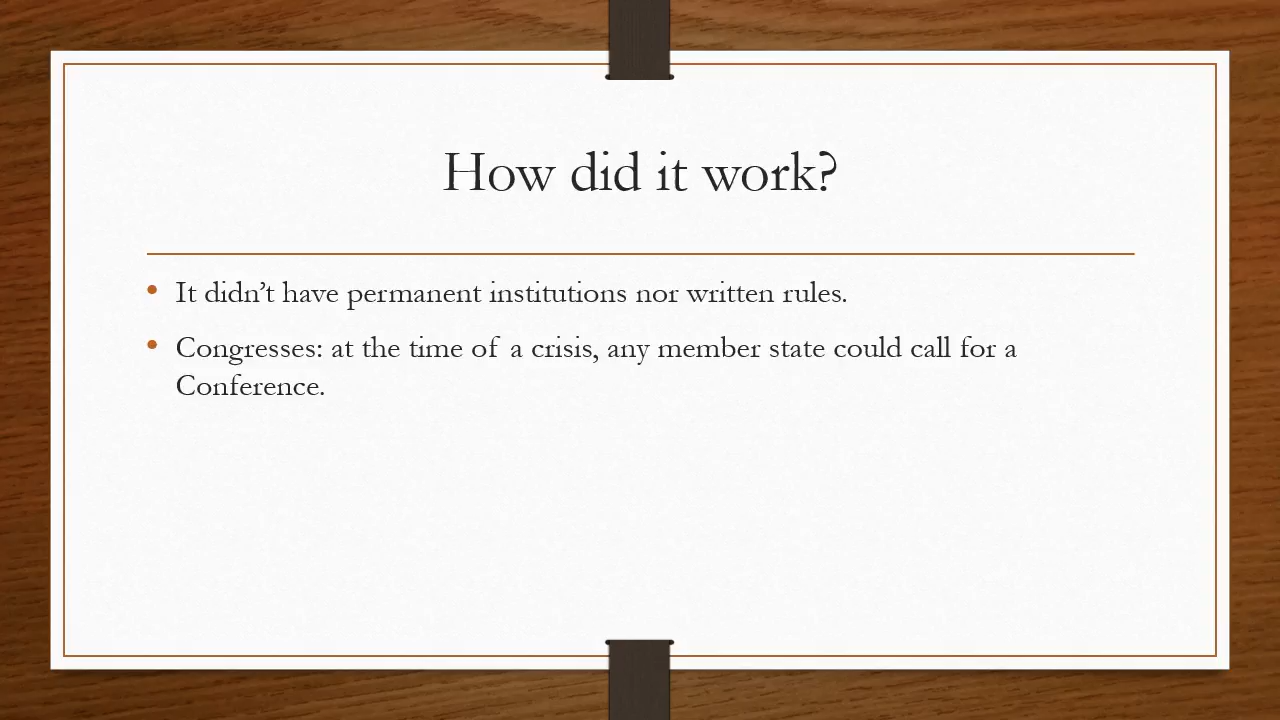 How did it work?
• It didn’t have permanent institutions nor written rules.
• Congresses: at the time of a crisis, any member state could call for a
Conference.